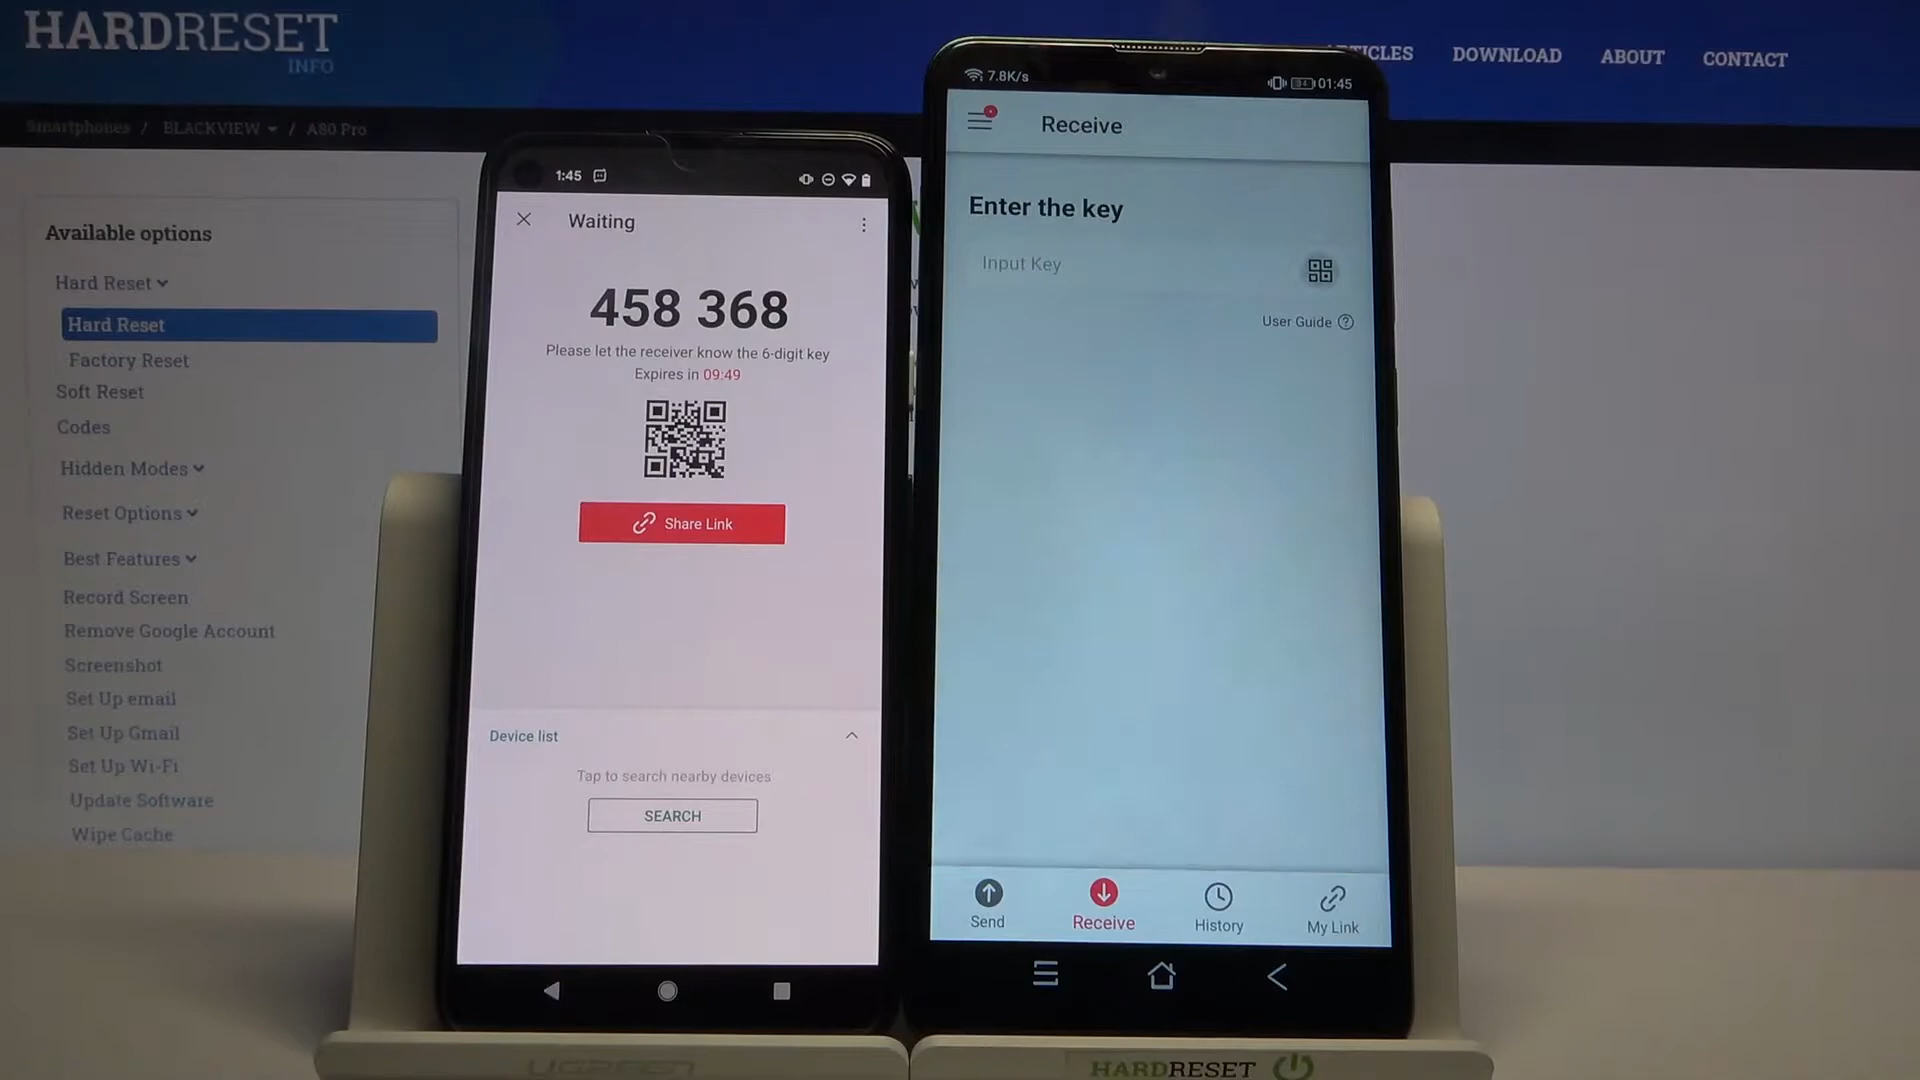 HARDRESET
INFO
DOWNLOAD
ABOUT
CONTACT
Smartphones / BLACKVIEW / A80 Pro
Available options
Hard Reset
Hard Reset
Factory Reset
Soft Reset
Codes
Hidden Modes
Reset Options
Best Features
Record Screen
Remove Google Account
Screenshot
Set Up email
Set Up Gmail
Set Up Wi-Fi
Update Software
Wipe Cache
1:45
Waiting
458 368
Please let the receiver know the 6-digit key
Expires in 09:49
Share Link
Device list
Tap to search nearby devices
SEARCH
7.8K/s
01:45
Receive
Enter the key
Input Key
User Guide ?
Send
Receive
History
My Link
UGREEN
HARDRESET